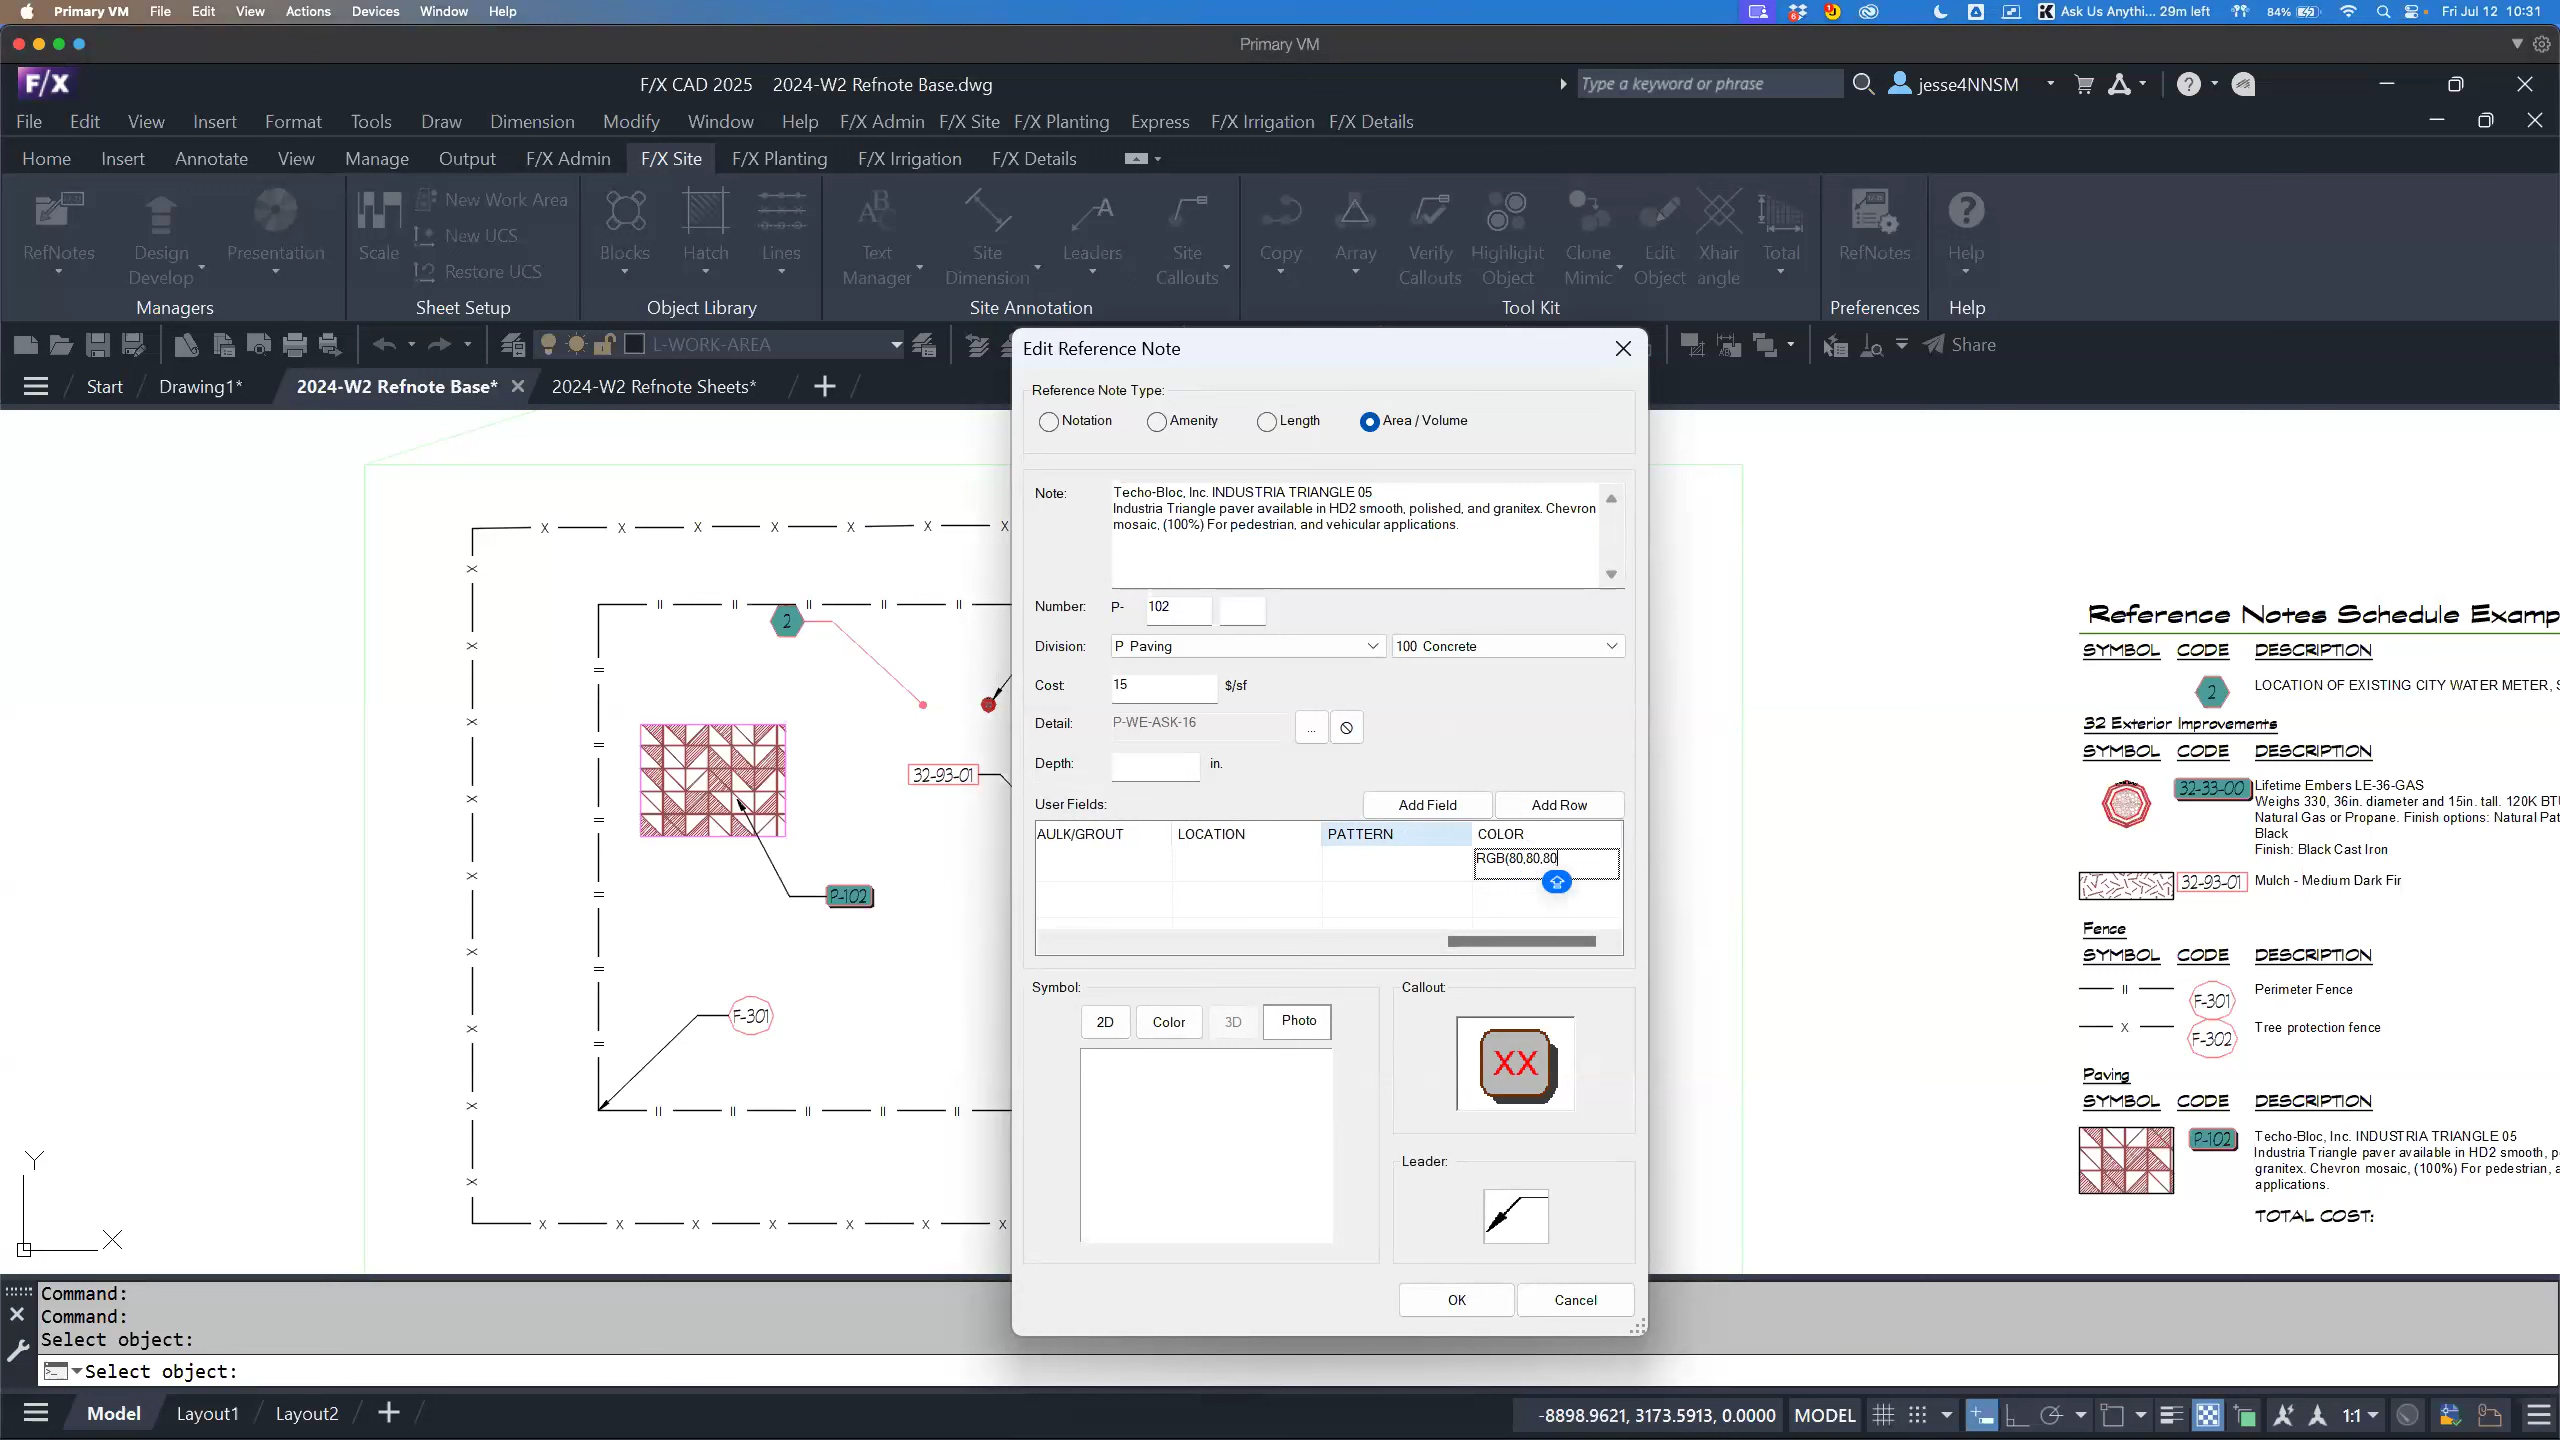 Primary VM File Edit View Actions Devices Window Help
Ask Us Anythi... 29m left 84% Fri Jul 12 10:31
Primary VM
F/X F/X CAD 2025 2024-W2 Refnote Base.dwg Type a keyword or phrase jesse4NNSM
File Edit View Insert Format Tools Draw Dimension Modify Window Help F/X Admin F/X Site F/X Planting Express F/X Irrigation F/X Details
Home Insert Annotate View Manage Output F/X Admin F/X Site F/X Planting F/X Irrigation F/X Details
RefNotes
Design Develop
Presentation
Managers
Scale
New Work Area
New UCS
Restore UCS
Sheet Setup
Blocks
Hatch
Lines
Object Library
Text Manager
Site Dimension
Leaders
Site Callouts
Site Annotation
Copy
Array
Verify Callouts
Highlight Object
Clone Mimic
Edit Object
Xhair angle
Total
Tool Kit
RefNotes
Preferences
Help
Help
L-WORK-AREA
Share
Start Drawing1* 2024-W2 Refnote Base* 2024-W2 Refnote Sheets*
2
32-93-01
P-102
F-301
Edit Reference Note
Reference Note Type:
Notation Amenity Length Area / Volume
Note:
Techo-Bloc, Inc. INDUSTRIA TRIANGLE 05
Industria Triangle paver available in HD2 smooth, polished, and granitex. Chevron
mosaic, (100%) For pedestrian, and vehicular applications.
Number: P- 102
Division: P Paving 100 Concrete
Cost: 15 $/sf
Detail: P-WE-ASK-16 ...
Depth: in.
User Fields: Add Field Add Row
AULK/GROUT LOCATION PATTERN COLOR
RGB(80,80,80
Symbol:
2D Color 3D Photo
Callout:
XX
Leader:
OK Cancel
Reference Notes Schedule Examp
SYMBOL CODE DESCRIPTION
2 LOCATION OF EXISTING CITY WATER METER, S
32 Exterior Improvements
SYMBOL CODE DESCRIPTION
32-33-00 Lifetime Embers LE-36-GAS
Weighs 330, 36in. diameter and 15in. tall. 120K BTU
Natural Gas or Propane. Finish options: Natural Pat
Black
Finish: Black Cast Iron
32-93-01 Mulch - Medium Dark Fir
Fence
SYMBOL CODE DESCRIPTION
F-301 Perimeter Fence
F-302 Tree protection fence
Paving
SYMBOL CODE DESCRIPTION
P-102 Techo-Bloc, Inc. INDUSTRIA TRIANGLE 05
Industria Triangle paver available in HD2 smooth, p
granitex. Chevron mosaic, (100%) For pedestrian, a
applications.
TOTAL COST:
Y
X
Command:
Command:
Select object:
Select object:
Model Layout1 Layout2
-8898.9621, 3173.5913, 0.0000 MODEL 1:1